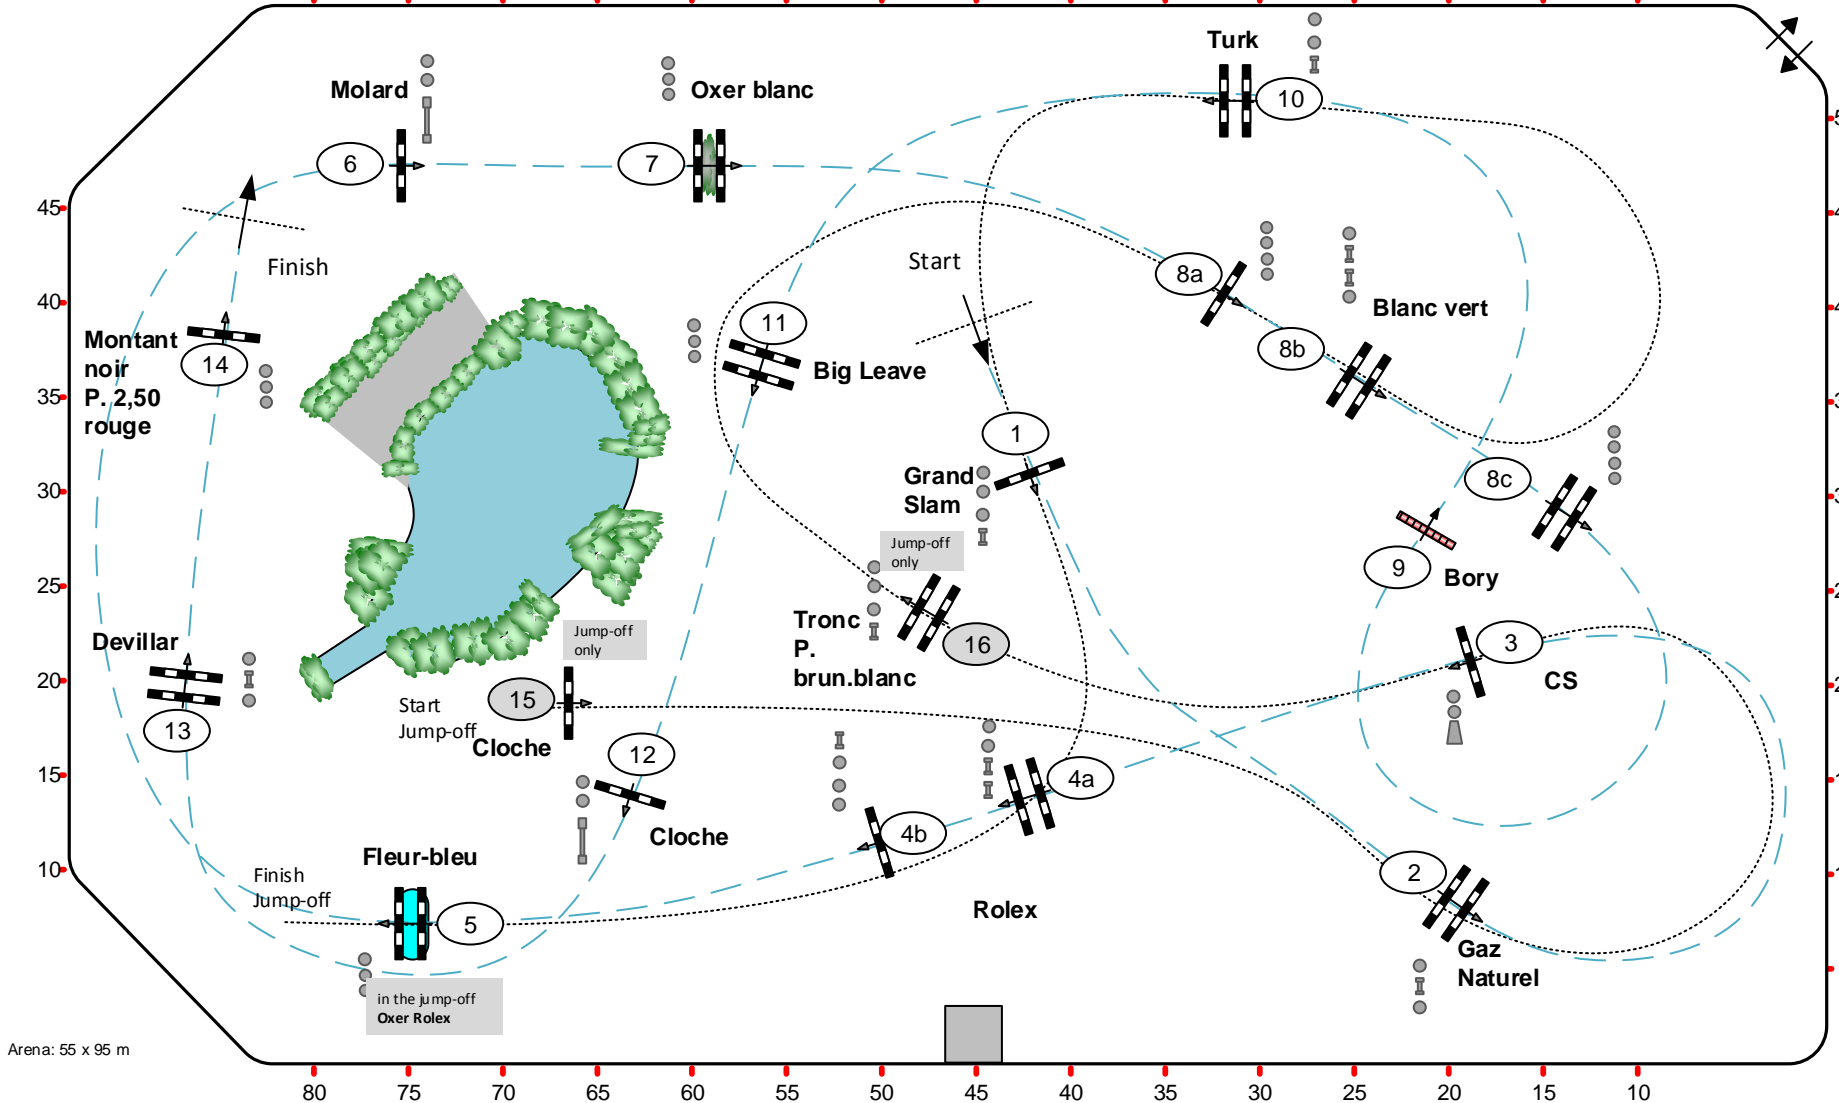 Turk
10
Molard
Oxer blanc
6
7
45
Finish
Start
8a
40
11
8b
Blanc vert
Montant
noir
P. 2,50
rouge
14
Big Leave
35
1
Grand
Slam
8c
30
Jump-off
only
9
Bory
25
Tronc
P.
brun.blanc
16
Jump-off
only
3
CS
Devillar
20
15
Start
Jump-off
Cloche
13
12
4a
15
Cloche
4b
Fleur-bleu
10
Finish
Jump-off
5
2
Rolex
Gaz
Naturel
in the jump-off
Oxer Rolex
Arena: 55 x 95 m
80
75
70
65
60
55
50
45
40
35
30
25
20
15
10